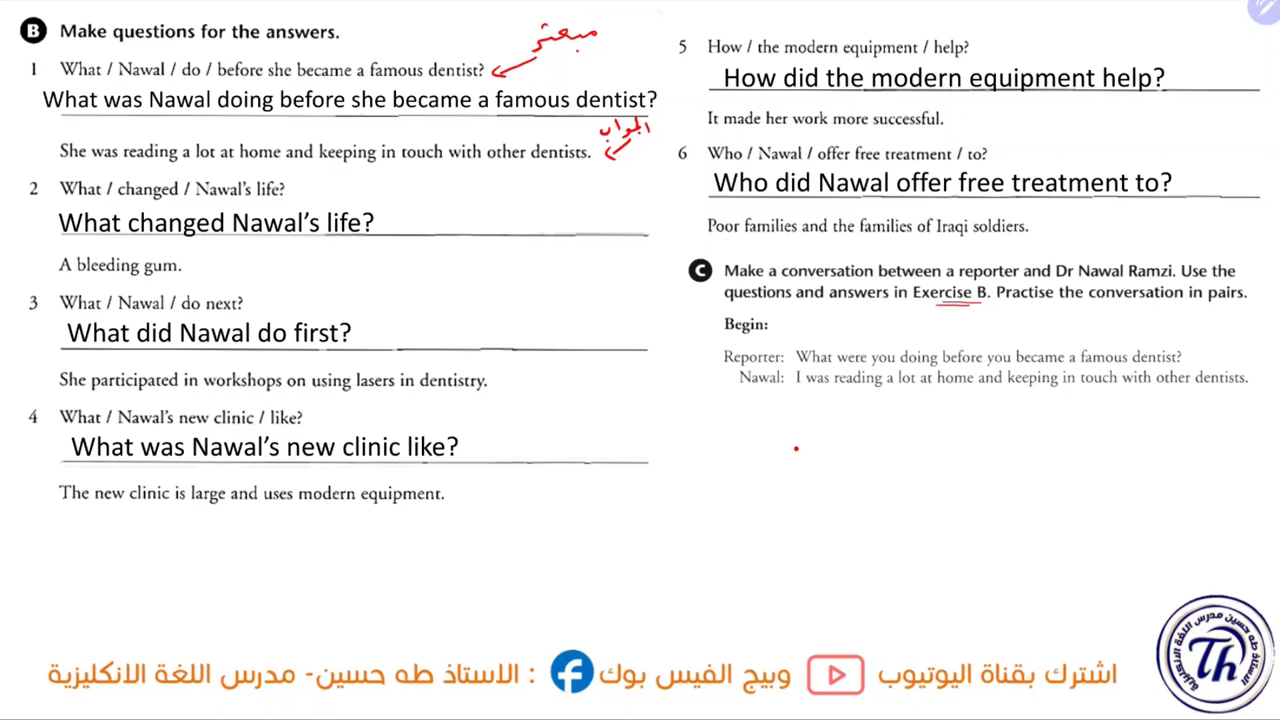 B Make questions for the answers.
مبعثر
1 What / Nawal / do / before she became a famous dentist?
What was Nawal doing before she became a famous dentist?
الجواب
She was reading a lot at home and keeping in touch with other dentists.
2 What / changed / Nawal's life?
What changed Nawal's life?
A bleeding gum.
3 What / Nawal / do next?
What did Nawal do first?
She participated in workshops on using lasers in dentistry.
4 What / Nawal's new clinic / like?
What was Nawal's new clinic like?
The new clinic is large and uses modern equipment.
5 How / the modern equipment / help?
How did the modern equipment help?
It made her work more successful.
6 Who / Nawal / offer free treatment / to?
Who did Nawal offer free treatment to?
Poor families and the families of Iraqi soldiers.
C Make a conversation between a reporter and Dr Nawal Ramzi. Use the
questions and answers in Exercise B. Practise the conversation in pairs.
Begin:
Reporter: What were you doing before you became a famous dentist?
Nawal: I was reading a lot at home and keeping in touch with other dentists.
اشترك بقناة اليوتيوب وبيج الفيس بوك : الاستاذ طه حسين- مدرس اللغة الانكليزية
الاستاذ طه حسين مدرس اللغة الانكليزية
Th